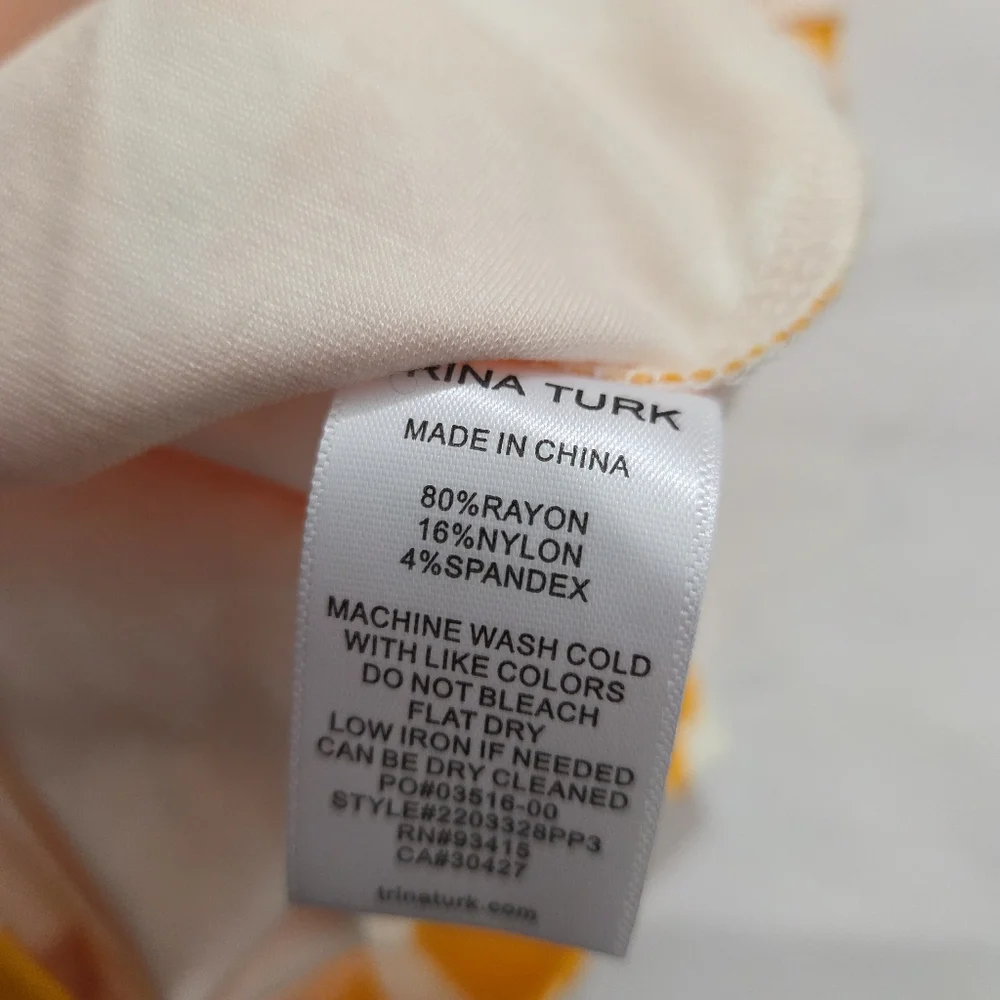 TRINA TURK
MADE IN CHINA
80%RAYON
16%NYLON
4%SPANDEX
MACHINE WASH COLD
WITH LIKE COLORS
DO NOT BLEACH
FLAT DRY
LOW IRON IF NEEDED
CAN BE DRY CLEANED
PO#03516-00
STYLE#2203328PP3
RN#93415
CA#30427
trinaturk.com